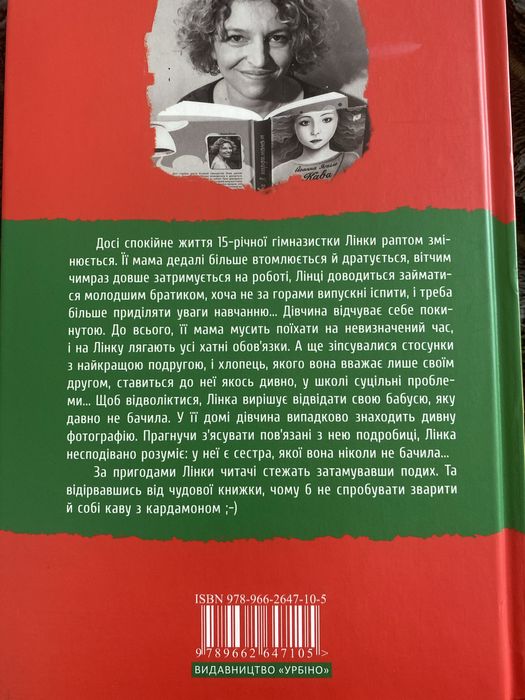 Йоанна Ягелло
Кава
Досі спокійне життя 15-річної гімназистки Лінки раптом змі-
нюється. Її мама дедалі більше втомлюється й дратується, вітчим
чимраз довше затримується на роботі, Лінці доводиться займати-
ся молодшим братиком, хоча не за горами випускні іспити, і треба
більше приділяти уваги навчанню... Дівчина відчуває себе поки-
нутою. До всього, її мама мусить поїхати на невизначений час,
і на Лінку лягають усі хатні обов'язки. А ще зіпсувалися стосунки
з найкращою подругою, і хлопець, якого вона вважає лише своїм
другом, ставиться до неї якось дивно, у школі суцільні пробле-
ми... Щоб відволіктися, Лінка вирішує відвідати свою бабусю, яку
давно не бачила. У її домі дівчина випадково знаходить дивну
фотографію. Прагнучи з'ясувати пов'язані з нею подробиці, Лінка
несподівано розуміє: у неї є сестра, якої вона ніколи не бачила...
За пригодами Лінки читачі стежать затамувавши подих. Та
відірвавшись від чудової книжки, чому б не спробувати зварити
й собі каву з кардамоном ;-)
ISBN 978-966-2647-10-5
9 789662 647105 >
ВИДАВНИЦТВО «УРБІНО»